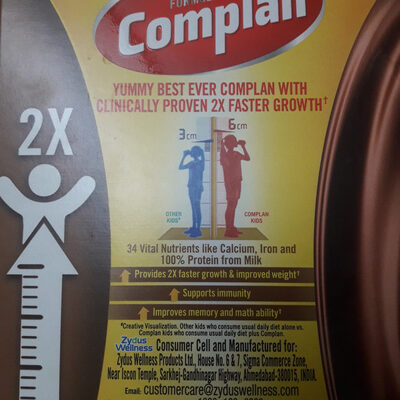 Complan
YUMMY BEST EVER COMPLAN WITH
CLINICALLY PROVEN 2X FASTER GROWTH†
2X
3cm
6cm
OTHER
KIDS*
COMPLAN
KIDS
34 Vital Nutrients like Calcium, Iron and
100% Protein from Milk
Provides 2X faster growth & improved weight†
Supports immunity
Improves memory and math ability†
*Creative Visualization. Other kids who consume usual daily diet alone vs.
Complan kids who consume usual daily diet plus Complan.
Zydus
Wellness
Consumer Cell and Manufactured for:
Zydus Wellness Products Ltd., House No. 6 & 7, Sigma Commerce Zone,
Near Iscon Temple, Sarkhej-Gandhinagar Highway, Ahmedabad-380015, INDIA.
Email: customercare@zyduswellness.com